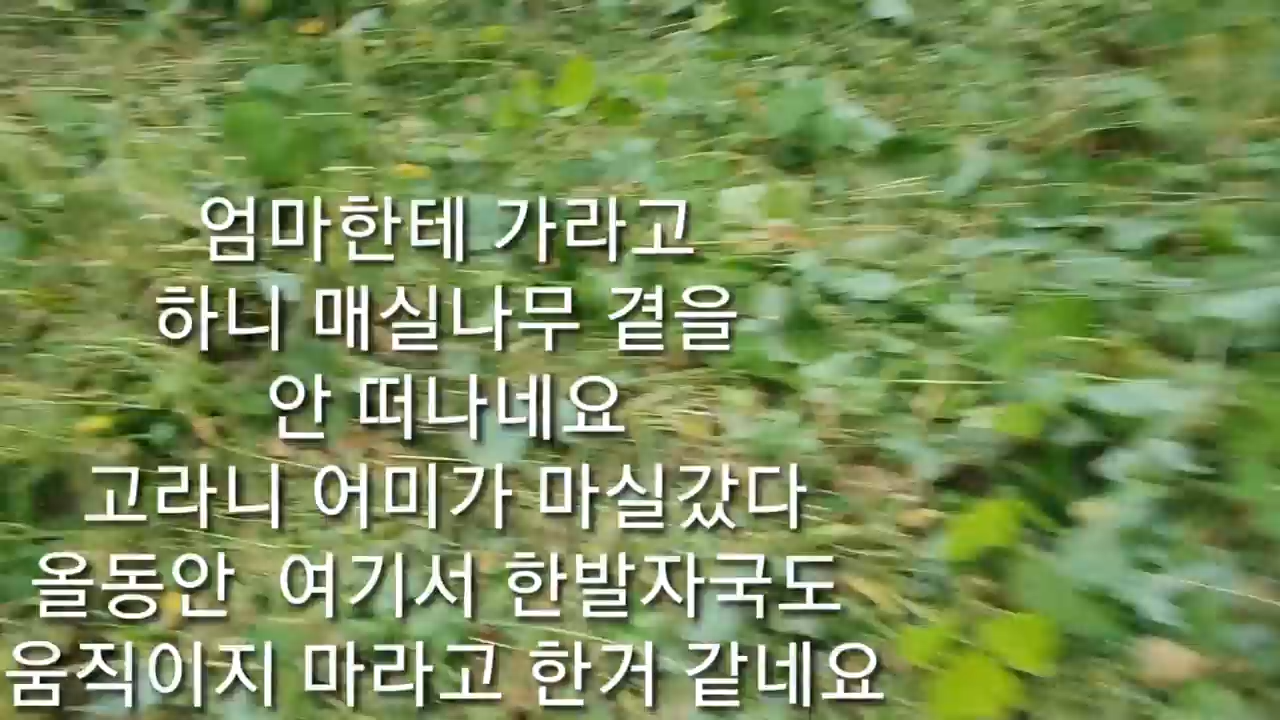 엄마한테 가라고
하니 매실나무 곁을
안 떠나네요
고라니 어미가 마실갔다
올동안 여기서 한발자국도
움직이지 마라고 한거 같네요